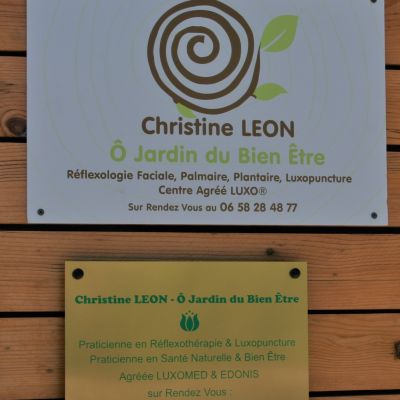 Christine LEON
Ô Jardin du Bien Être
Réflexologie Faciale, Palmaire, Plantaire, Luxopuncture
Centre Agréé LUXO®
Sur Rendez Vous au 06 58 28 48 77
Christine LEON - Ô Jardin du Bien Être
Praticienne en Réflexothérapie & Luxopuncture
Praticienne en Santé Naturelle & Bien Être
Agréée LUXOMED & EDONIS
sur Rendez Vous :